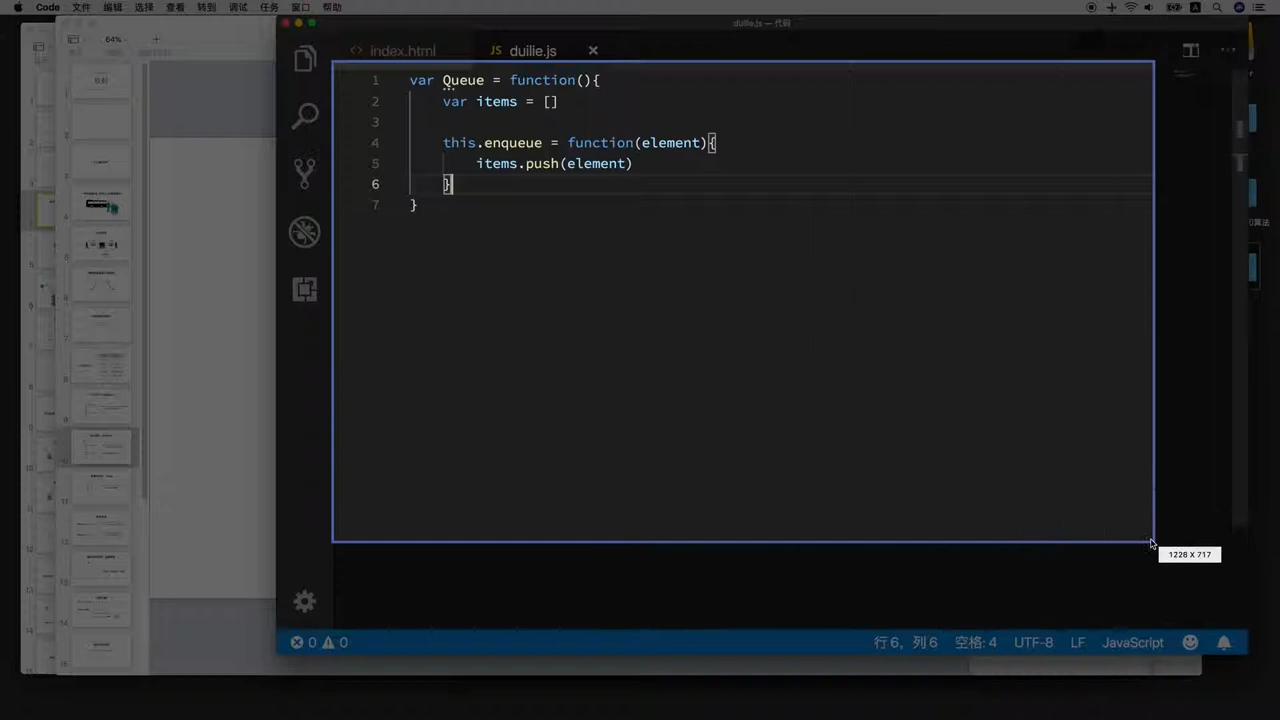 Code 文件 编辑 选择 查看 转到 调试 任务 窗口 帮助
duilie.js — 代码
64%
index.html
JS duilie.js
1 var Queue = function(){
2 var items = []
3
4 this.enqueue = function(element){
5 items.push(element)
6 }
7 }
1226 X 717
0 0
行 6，列 6 空格: 4 UTF-8 LF JavaScript